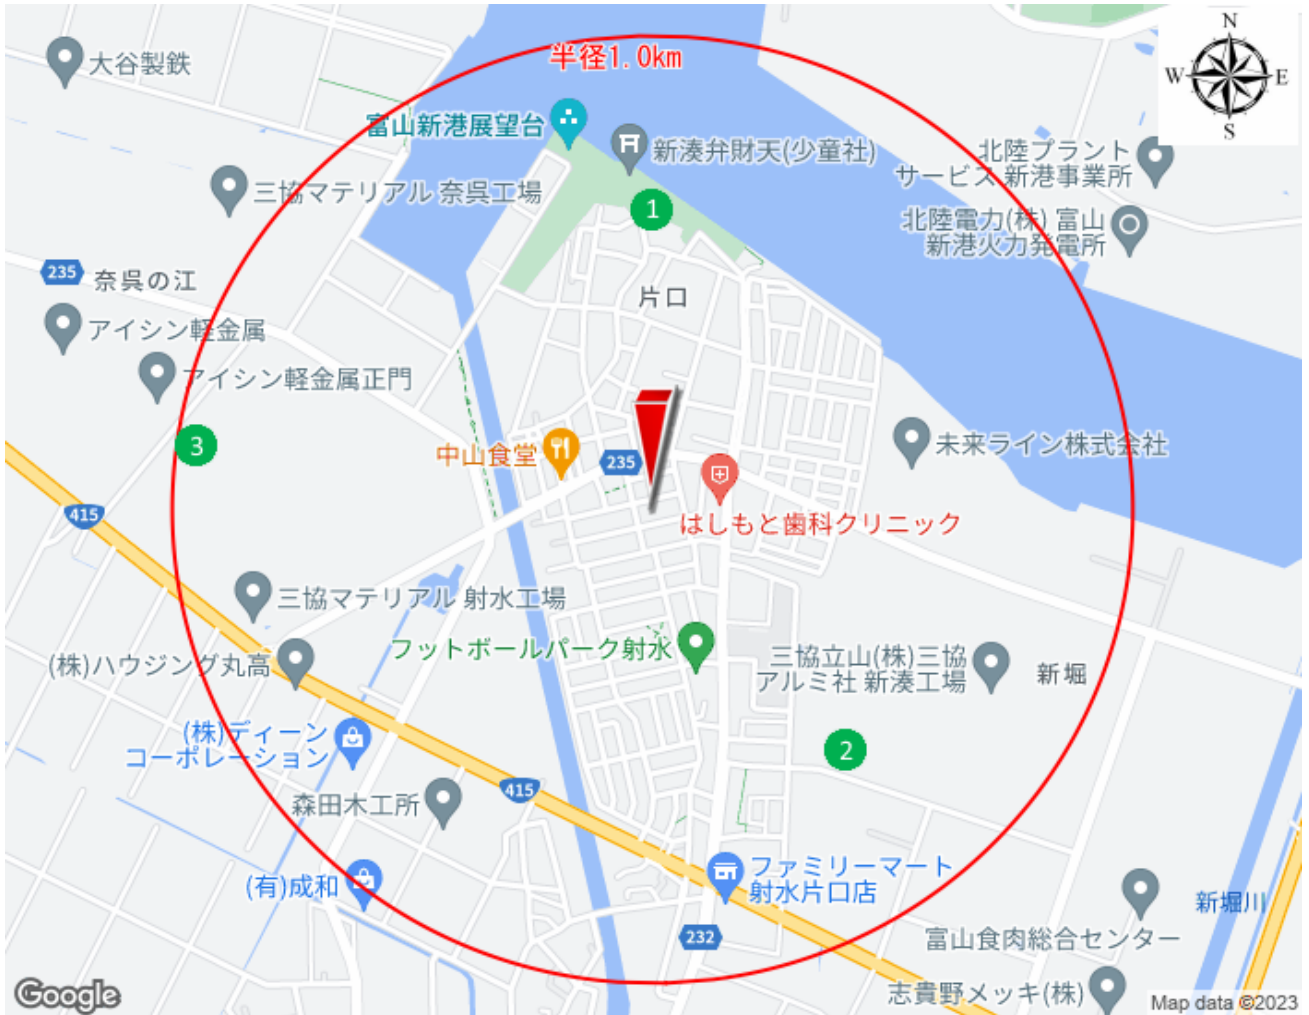 半径1.0km
N
W
E
S
大谷製鉄
富山新港展望台
新湊弁財天(少童社)
北陸プラント
サービス 新港事業所
三協マテリアル 奈呉工場
1
北陸電力(株) 富山
新港火力発電所
235
奈呉の江
片口
アイシン軽金属
アイシン軽金属正門
3
中山食堂
235
未来ライン株式会社
415
はしもと歯科クリニック
三協マテリアル 射水工場
(株)ハウジング丸高
フットボールパーク射水
三協立山(株)三協
アルミ社 新湊工場
新堀
(株)ディーン
コーポレーション
2
415
森田木工所
(有)成和
ファミリーマート
射水片口店
新堀川
232
富山食肉総合センター
志貴野メッキ(株)
Google
Map data ©2023